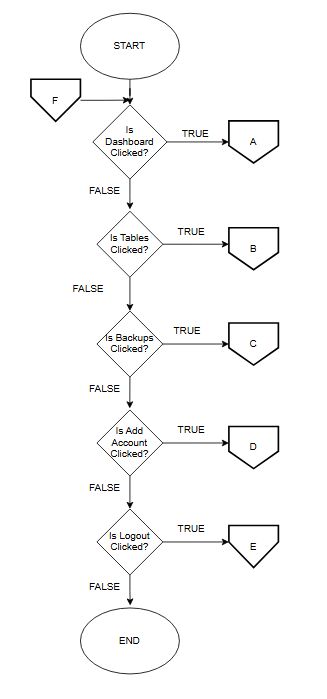 START
F
Is
Dashboard
Clicked?
TRUE
A
FALSE
Is Tables
Clicked?
TRUE
B
FALSE
Is Backups
Clicked?
TRUE
C
FALSE
Is Add
Account
Clicked?
TRUE
D
FALSE
Is Logout
Clicked?
TRUE
E
FALSE
END